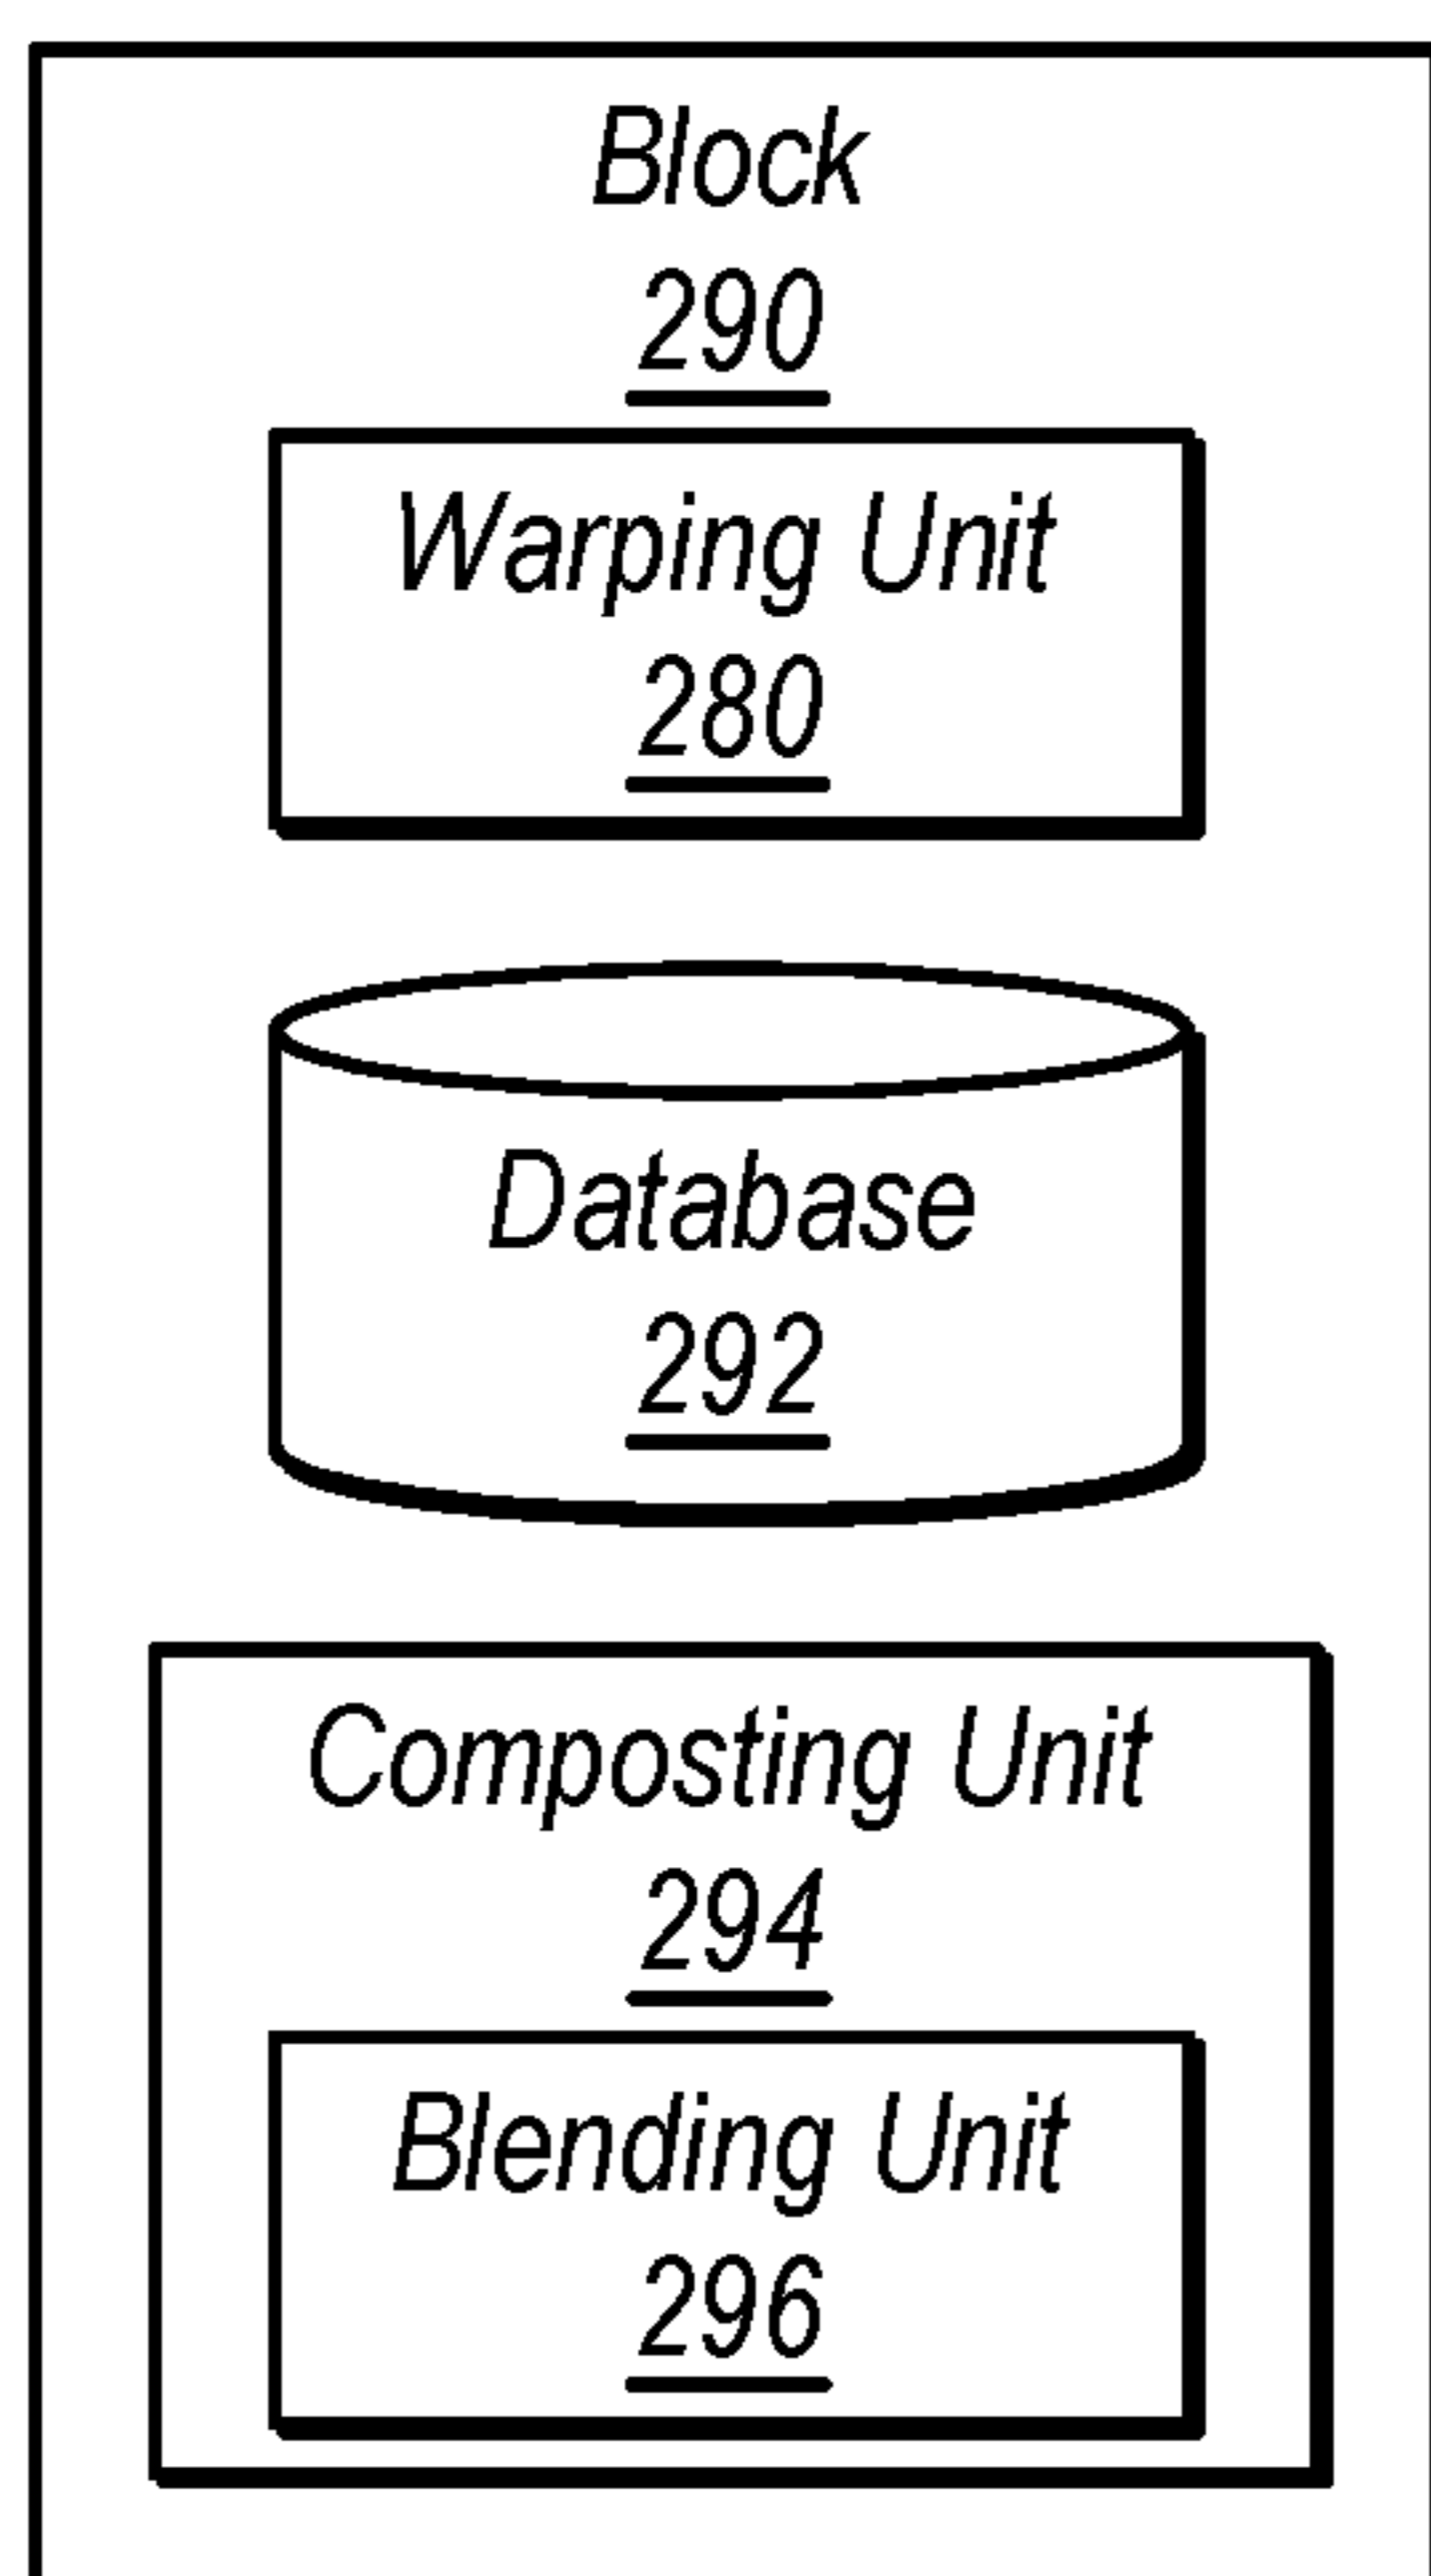 Block
290
Warping Unit
280
Database
292
Composting Unit
294
Blending Unit
296